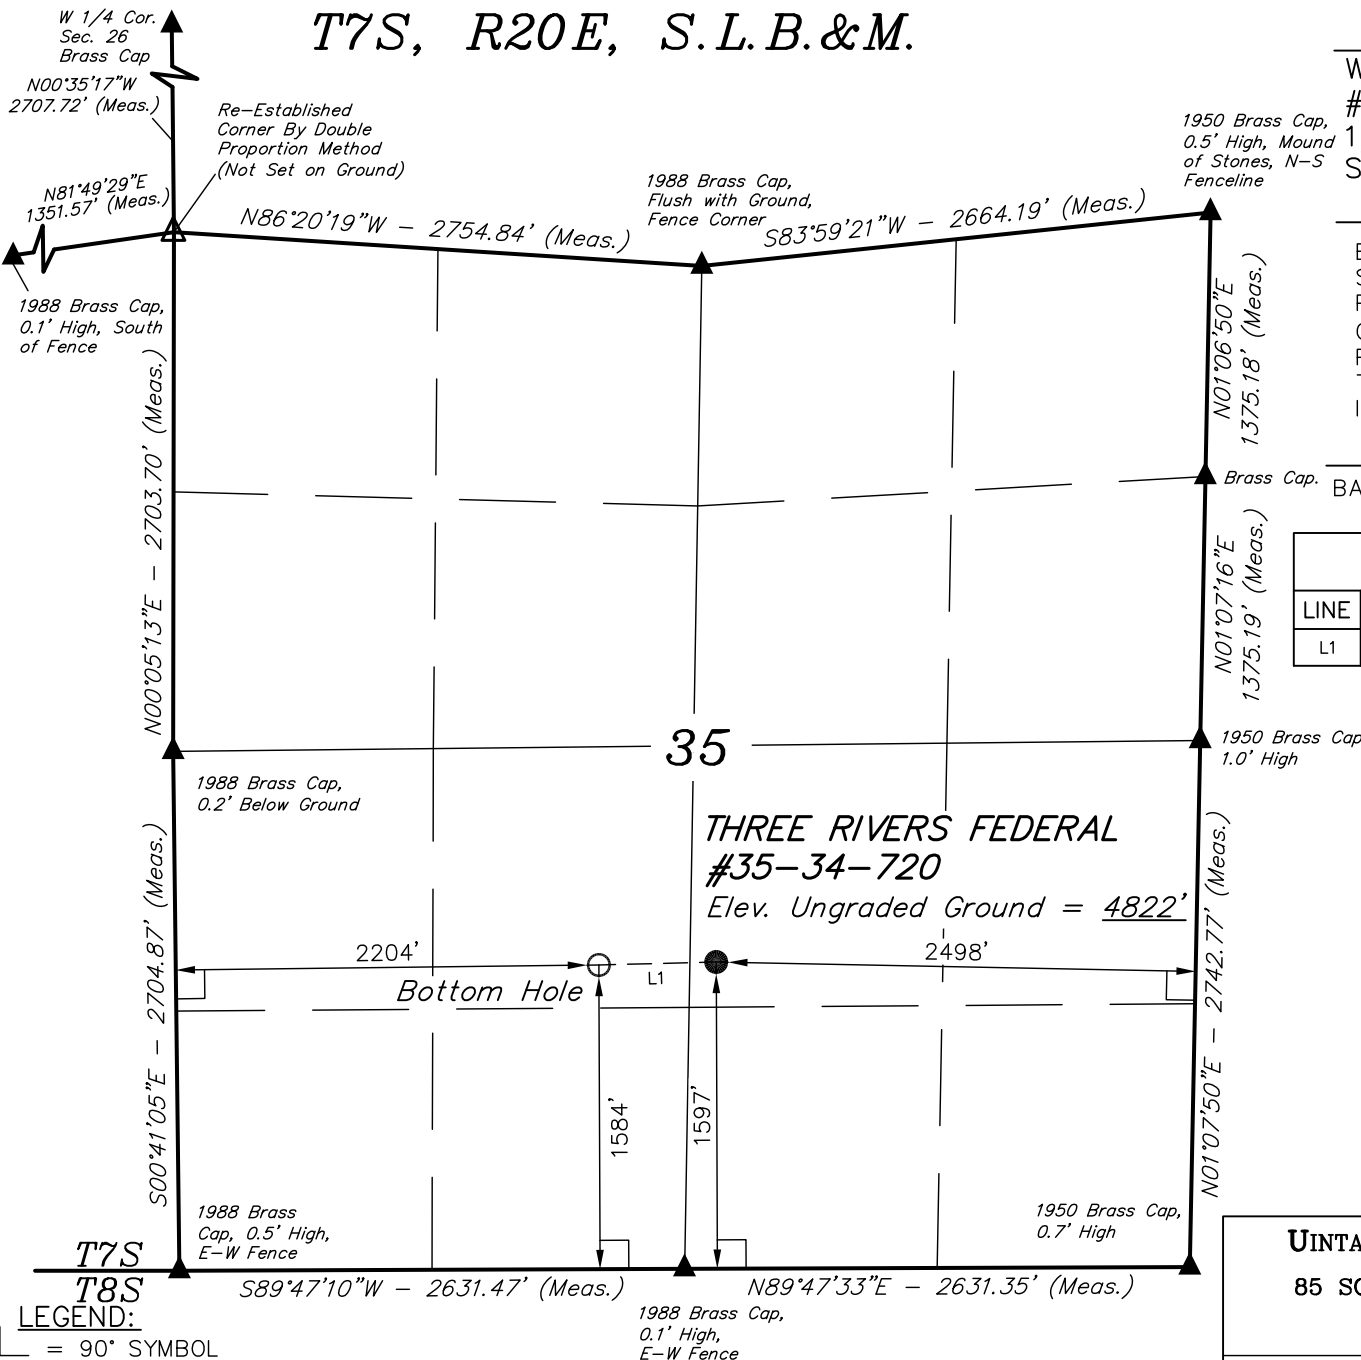 T7S, R20E, S.L.B.&M.
W 1/4 Cor.
Sec. 26
Brass Cap
N00°35'17"W
2707.72' (Meas.)
Re-Established
Corner By Double
Proportion Method
(Not Set on Ground)
1950 Brass Cap,
0.5' High, Mound
of Stones, N-S
Fenceline
W
#
1
S
N81°49'29"E
1351.57' (Meas.)
N86°20'19"W - 2754.84' (Meas.)
1988 Brass Cap,
Flush with Ground,
Fence Corner
S83°59'21"W - 2664.19' (Meas.)
1988 Brass Cap,
0.1' High, South
of Fence
N01°06'50"E
1375.18' (Meas.)
N00°05'13"E - 2703.70' (Meas.)
Brass Cap.
BA
N01°07'16"E
1375.19' (Meas.)
LINE
L1
35
1950 Brass Cap
1.0' High
1988 Brass Cap,
0.2' Below Ground
THREE RIVERS FEDERAL
#35-34-720
Elev. Ungraded Ground = 4822'
S00°41'05"E - 2704.87' (Meas.)
N01°07'50"E - 2742.77' (Meas.)
2204'
2498'
L1
Bottom Hole
1584'
1597'
1988 Brass
Cap, 0.5' High,
E-W Fence
1950 Brass Cap,
0.7' High
T7S
T8S
S89°47'10"W - 2631.47' (Meas.)
N89°47'33"E - 2631.35' (Meas.)
1988 Brass Cap,
0.1' High,
E-W Fence
LEGEND:
= 90° SYMBOL
UINTA
85 SO